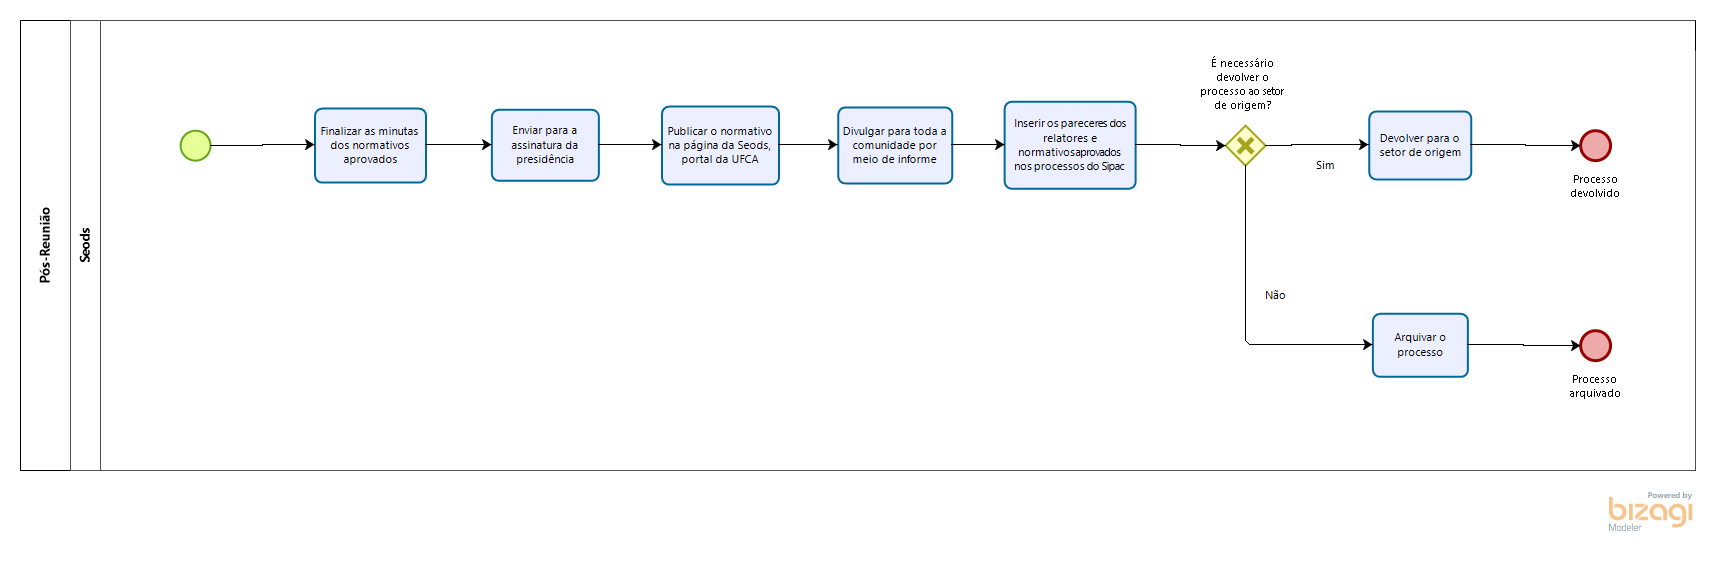 Pós-Reunião
Seods
Finalizar as minutas
dos normativos
aprovados
Enviar para a
assinatura da
presidência
Publicar o normativo
na página da Seods,
portal da UFCA
Divulgar para toda a
comunidade por
meio de informe
Inserir os pareceres dos
relatores e
normativos aprovados
nos processos do Sipac
É necessário
devolver o
processo ao setor
de origem?
Sim
Devolver para o
setor de origem
Processo
devolvido
Não
Arquivar o
processo
Processo
arquivado
Powered by
bizagi
Modeler